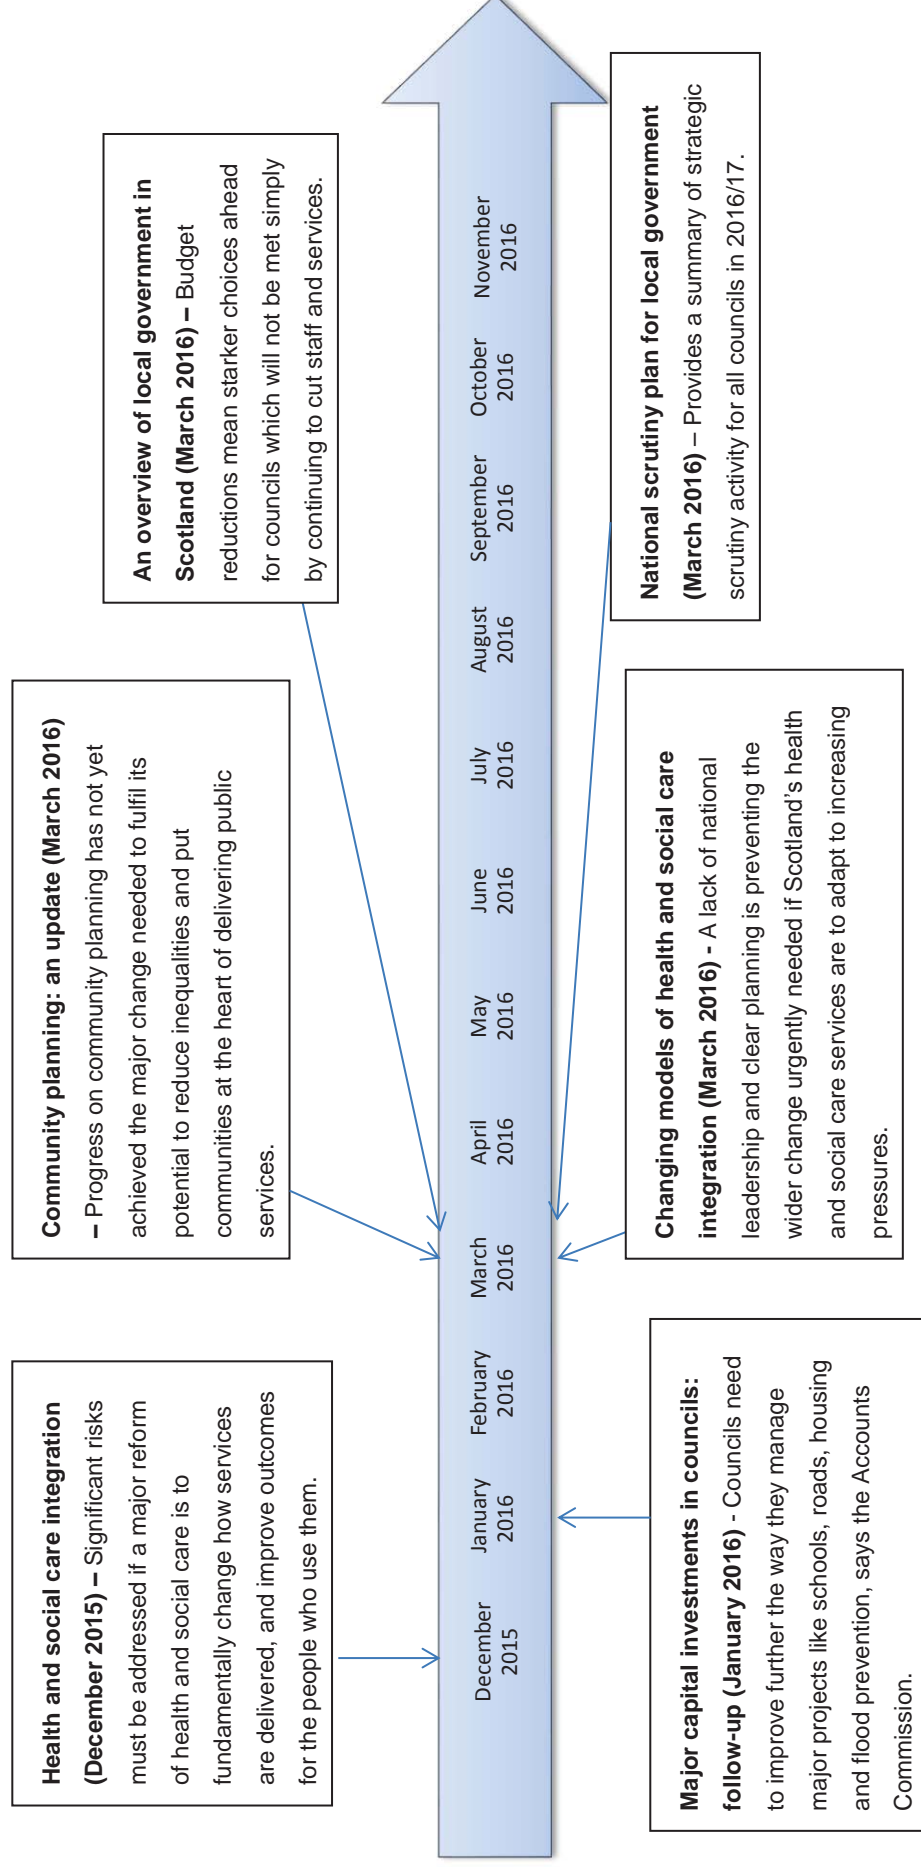 Health and social care integration
(December 2015) – Significant risks
must be addressed if a major reform
of health and social care is to
fundamentally change how services
are delivered, and improve outcomes
for the people who use them.
Community planning: an update (March 2016)
– Progress on community planning has not yet
achieved the major change needed to fulfil its
potential to reduce inequalities and put
communities at the heart of delivering public
services.
An overview of local government in
Scotland (March 2016) – Budget
reductions mean starker choices ahead
for councils which will not be met simply
by continuing to cut staff and services.
December
2015
January
2016
February
2016
March
2016
April
2016
May
2016
June
2016
July
2016
August
2016
September
2016
October
2016
November
2016
Major capital investments in councils:
follow-up (January 2016) - Councils need
to improve further the way they manage
major projects like schools, roads, housing
and flood prevention, says the Accounts
Commission.
Changing models of health and social care
integration (March 2016) - A lack of national
leadership and clear planning is preventing the
wider change urgently needed if Scotland's health
and social care services are to adapt to increasing
pressures.
National scrutiny plan for local government
(March 2016) – Provides a summary of strategic
scrutiny activity for all councils in 2016/17.